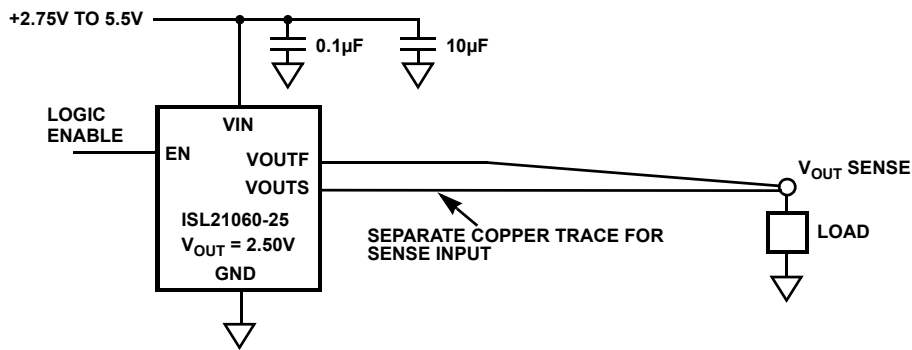 +2.75V TO 5.5V
0.1µF
10µF
LOGIC
ENABLE
VIN
EN
VOUTF
VOUTS
ISL21060-25
VOUT = 2.50V
GND
VOUT SENSE
SEPARATE COPPER TRACE FOR
SENSE INPUT
LOAD